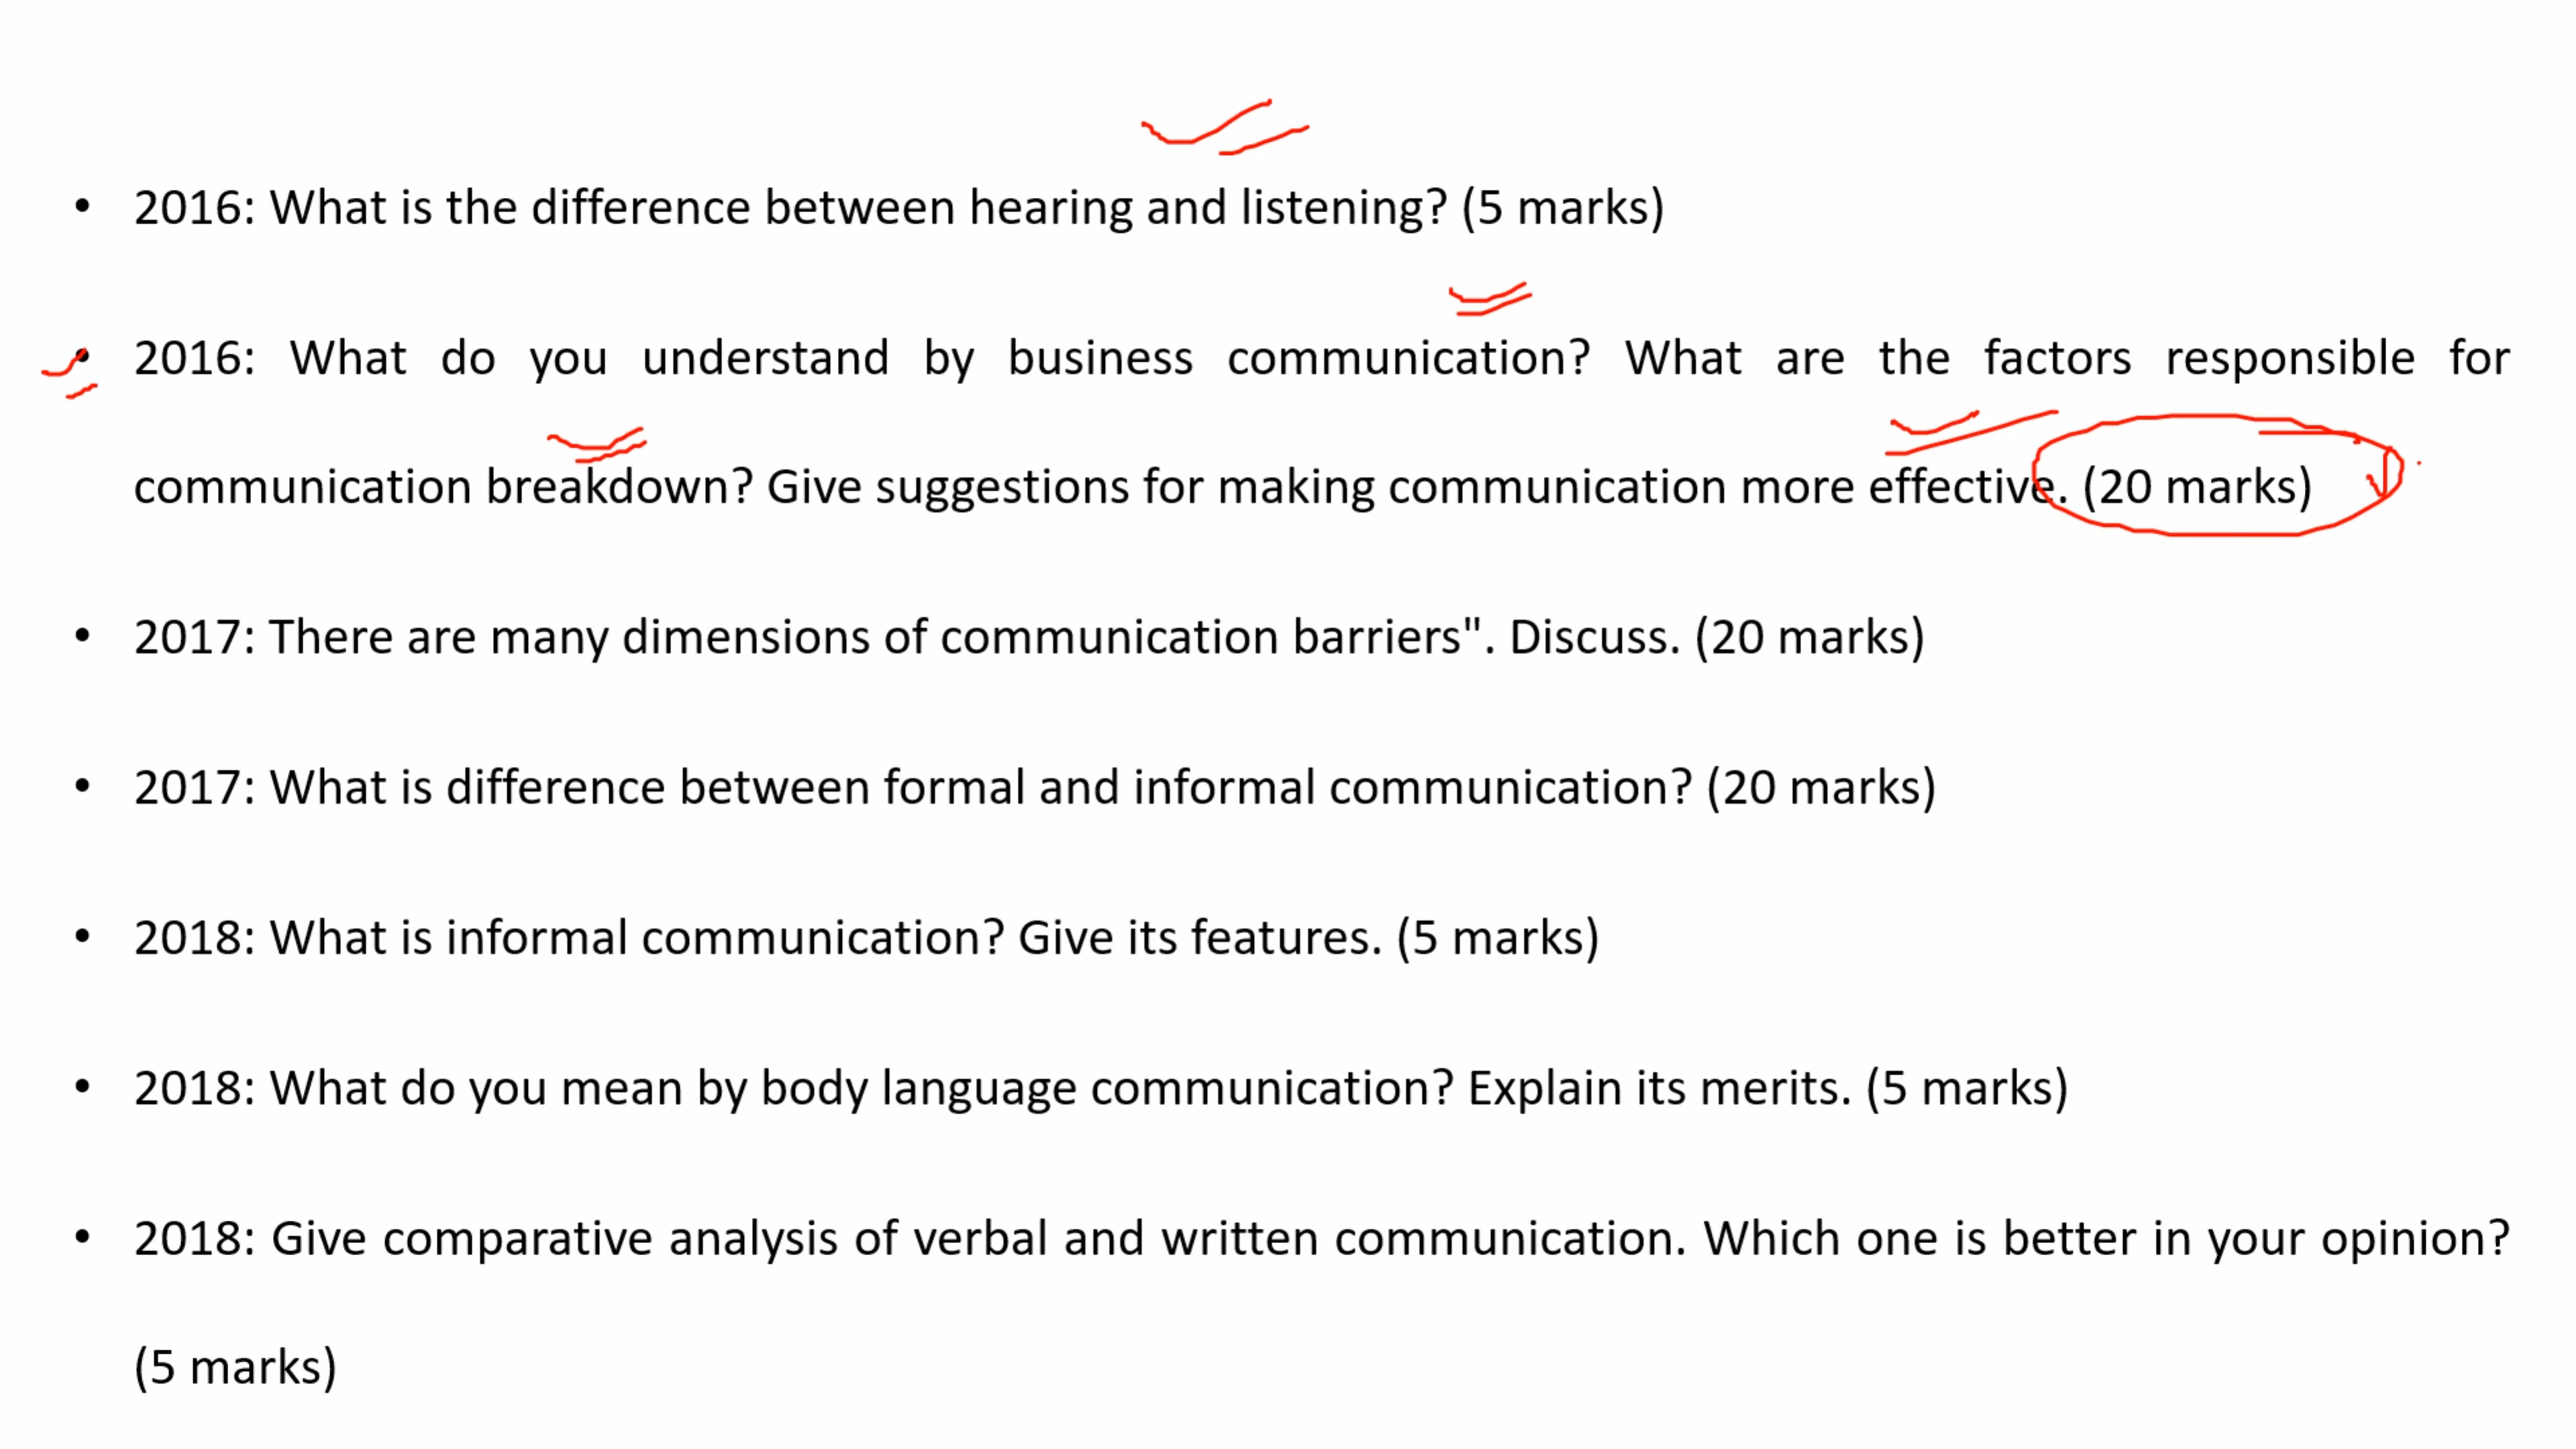 • 2016: What is the difference between hearing and listening? (5 marks)
• 2016: What do you understand by business communication? What are the factors responsible for
communication breakdown? Give suggestions for making communication more effective. (20 marks)
• 2017: There are many dimensions of communication barriers". Discuss. (20 marks)
• 2017: What is difference between formal and informal communication? (20 marks)
• 2018: What is informal communication? Give its features. (5 marks)
• 2018: What do you mean by body language communication? Explain its merits. (5 marks)
• 2018: Give comparative analysis of verbal and written communication. Which one is better in your opinion?
(5 marks)